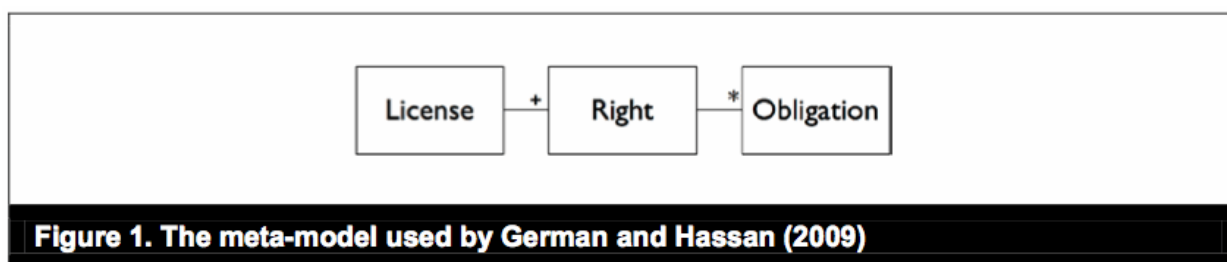 License + Right * Obligation
Figure 1. The meta-model used by German and Hassan (2009)